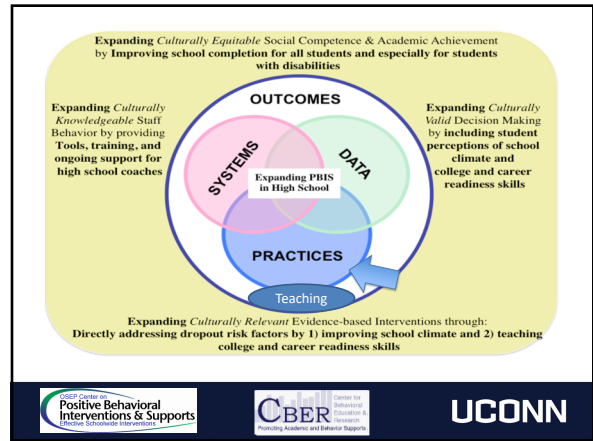 Expanding Culturally Equitable Social Competence & Academic Achievement
by Improving school completion for all students and especially for students
with disabilities
OUTCOMES
Expanding Culturally
Knowledgeable Staff
Behavior by providing
Tools, training, and
ongoing support for
high school coaches
Expanding Culturally
Valid Decision Making
by including student
perceptions of school
climate and
college and career
readiness skills
SYSTEMS
DATA
Expanding PBIS
in High School
PRACTICES
Teaching
Expanding Culturally Relevant Evidence-based Interventions through:
Directly addressing dropout risk factors by 1) improving school climate and 2) teaching
college and career readiness skills
OSEP Center on
Positive Behavioral
Interventions & Supports
Effective Schoolwide Interventions
CBER
Center for
Behavioral
Education &
Research
Promoting Academic and Behavior Supports
UCONN